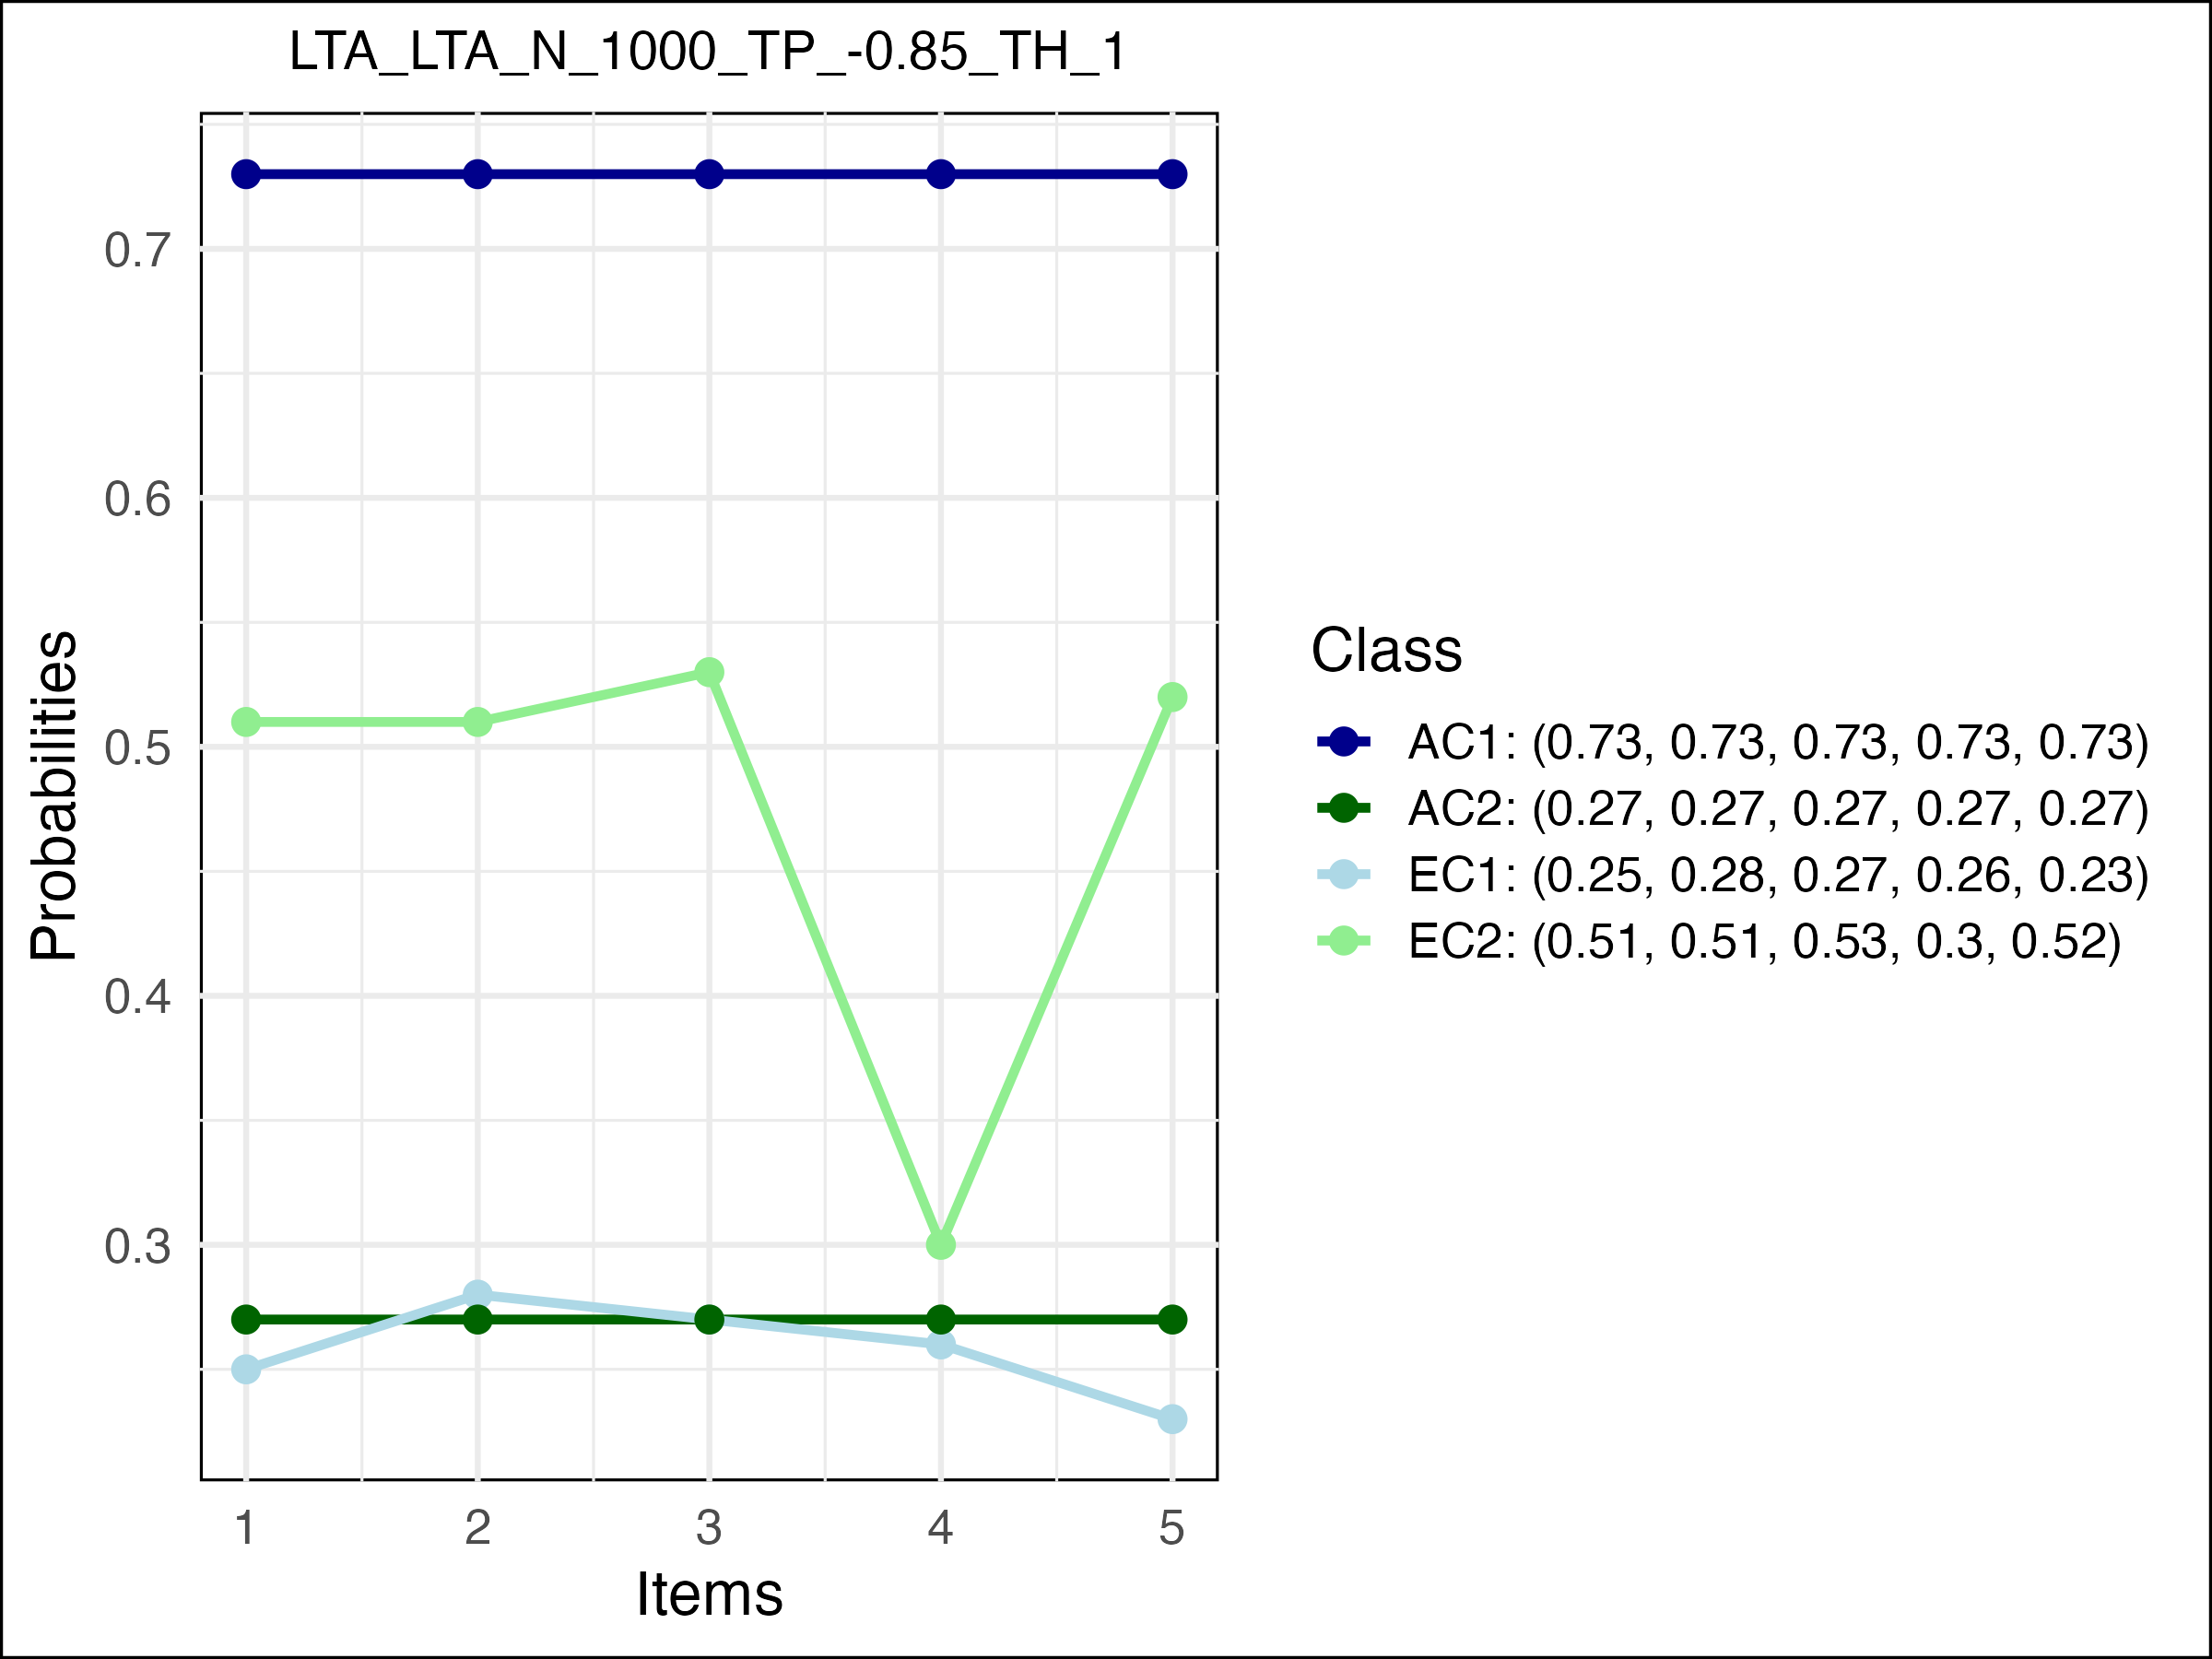 LTA_LTA_N_1000_TP_-0.85_TH_1
Probabilities
0.7
0.6
0.5
0.4
0.3
1 2 3 4 5
Items
Class
AC1: (0.73, 0.73, 0.73, 0.73, 0.73)
AC2: (0.27, 0.27, 0.27, 0.27, 0.27)
EC1: (0.25, 0.28, 0.27, 0.26, 0.23)
EC2: (0.51, 0.51, 0.53, 0.3, 0.52)